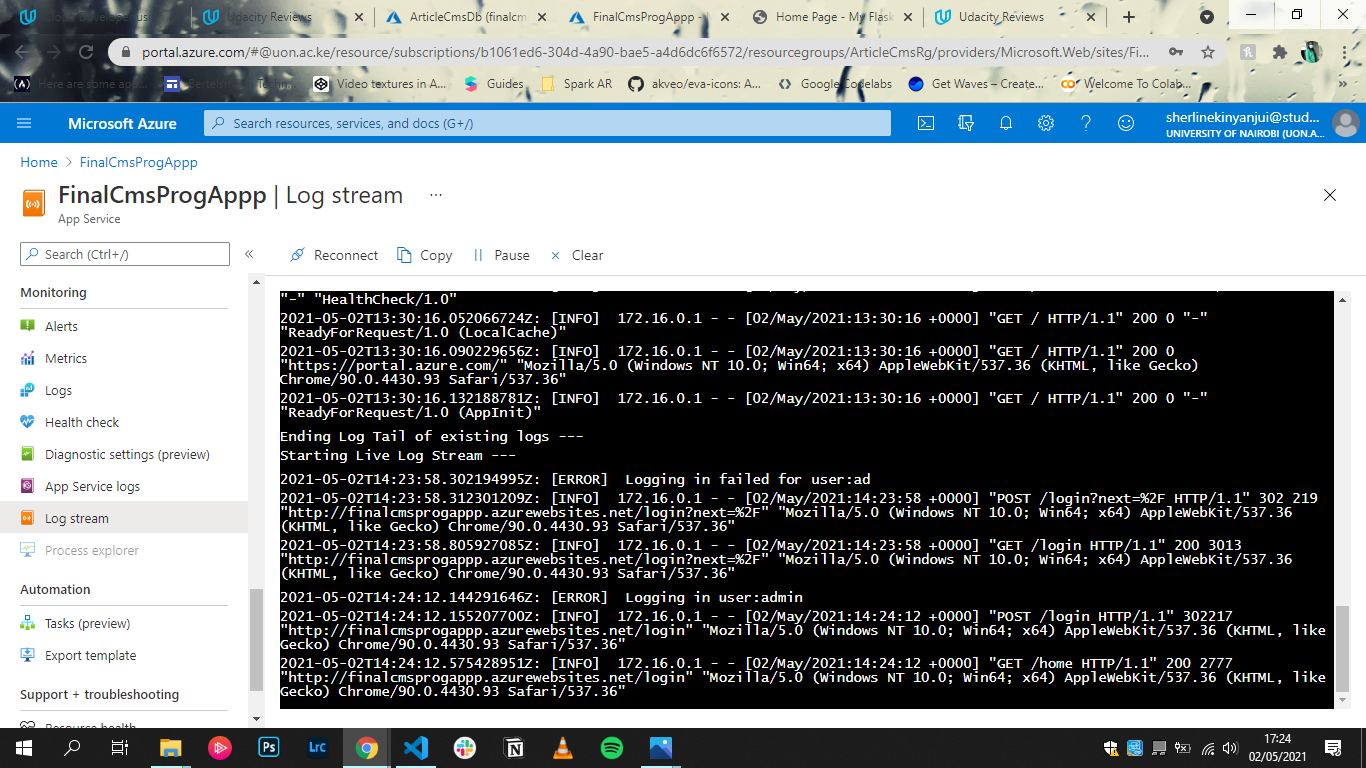 Udacity Reviews
ArticleCmsDb (finalcm
FinalCmsProgAppp -
Home Page - My Flask
Udacity Reviews
portal.azure.com/#@uon.ac.ke/resource/subscriptions/b1061ed6-304d-4a90-bae5-a4d6dc6f6572/resourcegroups/ArticleCmsRg/providers/Microsoft.Web/sites/Fi...
Here are some
Video textures in A...
Guides
Spark AR
akveo/eva-icons: A...
Google Codelabs
Get Waves – Create...
Welcome To Colab...
Microsoft Azure
Search resources, services, and docs (G+/)
sherlinekinyanjui@stud...
UNIVERSITY OF NAIROBI (UON.A...
Home > FinalCmsProgAppp
FinalCmsProgAppp | Log stream ...
App Service
Search (Ctrl+/)
Reconnect Copy Pause Clear
Monitoring
Alerts
Metrics
Logs
Health check
Diagnostic settings (preview)
App Service logs
Log stream
Process explorer
Automation
Tasks (preview)
Export template
Support + troubleshooting
Resource health
"-" "HealthCheck/1.0"
2021-05-02T13:30:16.052066724Z: [INFO]  172.16.0.1 - - [02/May/2021:13:30:16 +0000] "GET / HTTP/1.1" 200 0 "-"
"ReadyForRequest/1.0 (LocalCache)"
2021-05-02T13:30:16.090229656Z: [INFO]  172.16.0.1 - - [02/May/2021:13:30:16 +0000] "GET / HTTP/1.1" 200 0
"https://portal.azure.com/" "Mozilla/5.0 (Windows NT 10.0; Win64; x64) AppleWebKit/537.36 (KHTML, like Gecko)
Chrome/90.0.4430.93 Safari/537.36"
2021-05-02T13:30:16.132188781Z: [INFO]  172.16.0.1 - - [02/May/2021:13:30:16 +0000] "GET / HTTP/1.1" 200 0 "-"
"ReadyForRequest/1.0 (AppInit)"
Ending Log Tail of existing logs ---
Starting Live Log Stream ---
2021-05-02T14:23:58.302194995Z: [ERROR]  Logging in failed for user:ad
2021-05-02T14:23:58.312301209Z: [INFO]  172.16.0.1 - - [02/May/2021:14:23:58 +0000] "POST /login?next=%2F HTTP/1.1" 302 219
"http://finalcmsprogappp.azurewebsites.net/login?next=%2F" "Mozilla/5.0 (Windows NT 10.0; Win64; x64) AppleWebKit/537.36
(KHTML, like Gecko) Chrome/90.0.4430.93 Safari/537.36"
2021-05-02T14:23:58.805927085Z: [INFO]  172.16.0.1 - - [02/May/2021:14:23:58 +0000] "GET /login HTTP/1.1" 200 3013
"http://finalcmsprogappp.azurewebsites.net/login?next=%2F" "Mozilla/5.0 (Windows NT 10.0; Win64; x64) AppleWebKit/537.36
(KHTML, like Gecko) Chrome/90.0.4430.93 Safari/537.36"
2021-05-02T14:24:12.144291646Z: [ERROR]  Logging in user:admin
2021-05-02T14:24:12.155207700Z: [INFO]  172.16.0.1 - - [02/May/2021:14:24:12 +0000] "POST /login HTTP/1.1" 302217
"http://finalcmsprogappp.azurewebsites.net/login" "Mozilla/5.0 (Windows NT 10.0; Win64; x64) AppleWebKit/537.36 (KHTML, like
Gecko) Chrome/90.0.4430.93 Safari/537.36"
2021-05-02T14:24:12.575428951Z: [INFO]  172.16.0.1 - - [02/May/2021:14:24:12 +0000] "GET /home HTTP/1.1" 200 2777
"http://finalcmsprogappp.azurewebsites.net/login" "Mozilla/5.0 (Windows NT 10.0; Win64; x64) AppleWebKit/537.36 (KHTML, like
Gecko) Chrome/90.0.4430.93 Safari/537.36"
Ps
Lrc
17:24
02/05/2021